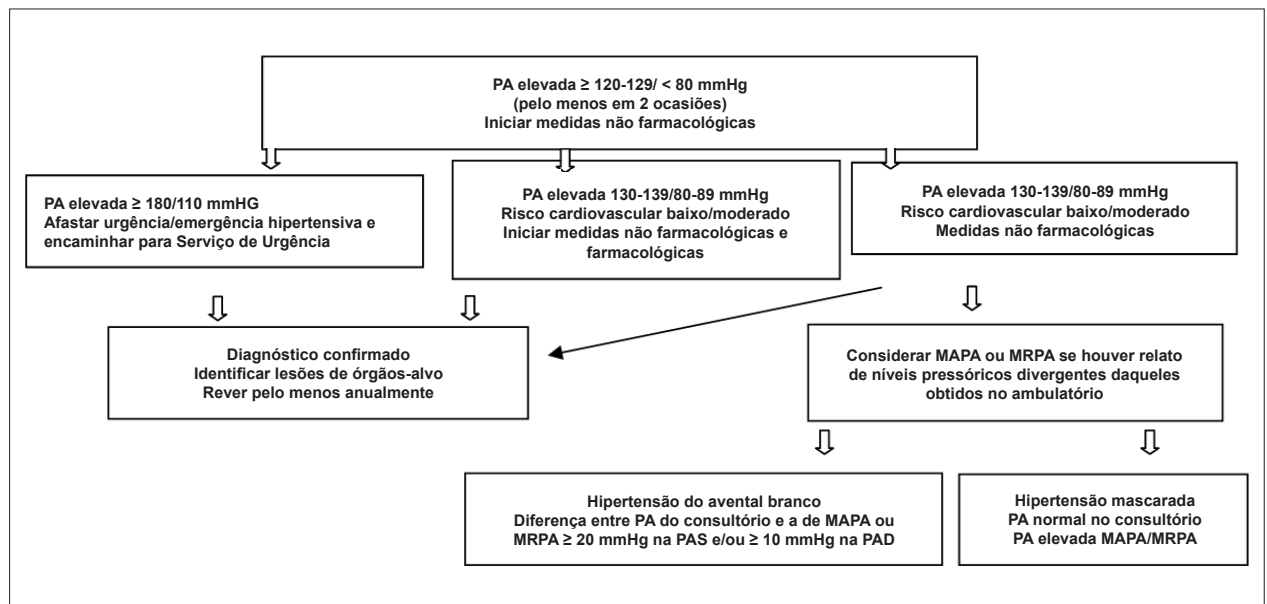 PA elevada ≥ 120-129/ < 80 mmHg
(pelo menos em 2 ocasiões)
Iniciar medidas não farmacológicas
PA elevada ≥ 180/110 mmHG
Afastar urgência/emergência hipertensiva e
encaminhar para Serviço de Urgência
PA elevada 130-139/80-89 mmHg
Risco cardiovascular baixo/moderado
Iniciar medidas não farmacológicas e
farmacológicas
PA elevada 130-139/80-89 mmHg
Risco cardiovascular baixo/moderado
Medidas não farmacológicas
Diagnóstico confirmado
Identificar lesões de órgãos-alvo
Rever pelo menos anualmente
Considerar MAPA ou MRPA se houver relato
de níveis pressóricos divergentes daqueles
obtidos no ambulatório
Hipertensão do avental branco
Diferença entre PA do consultório e a de MAPA ou
MRPA ≥ 20 mmHg na PAS e/ou ≥ 10 mmHg na PAD
Hipertensão mascarada
PA normal no consultório
PA elevada MAPA/MRPA